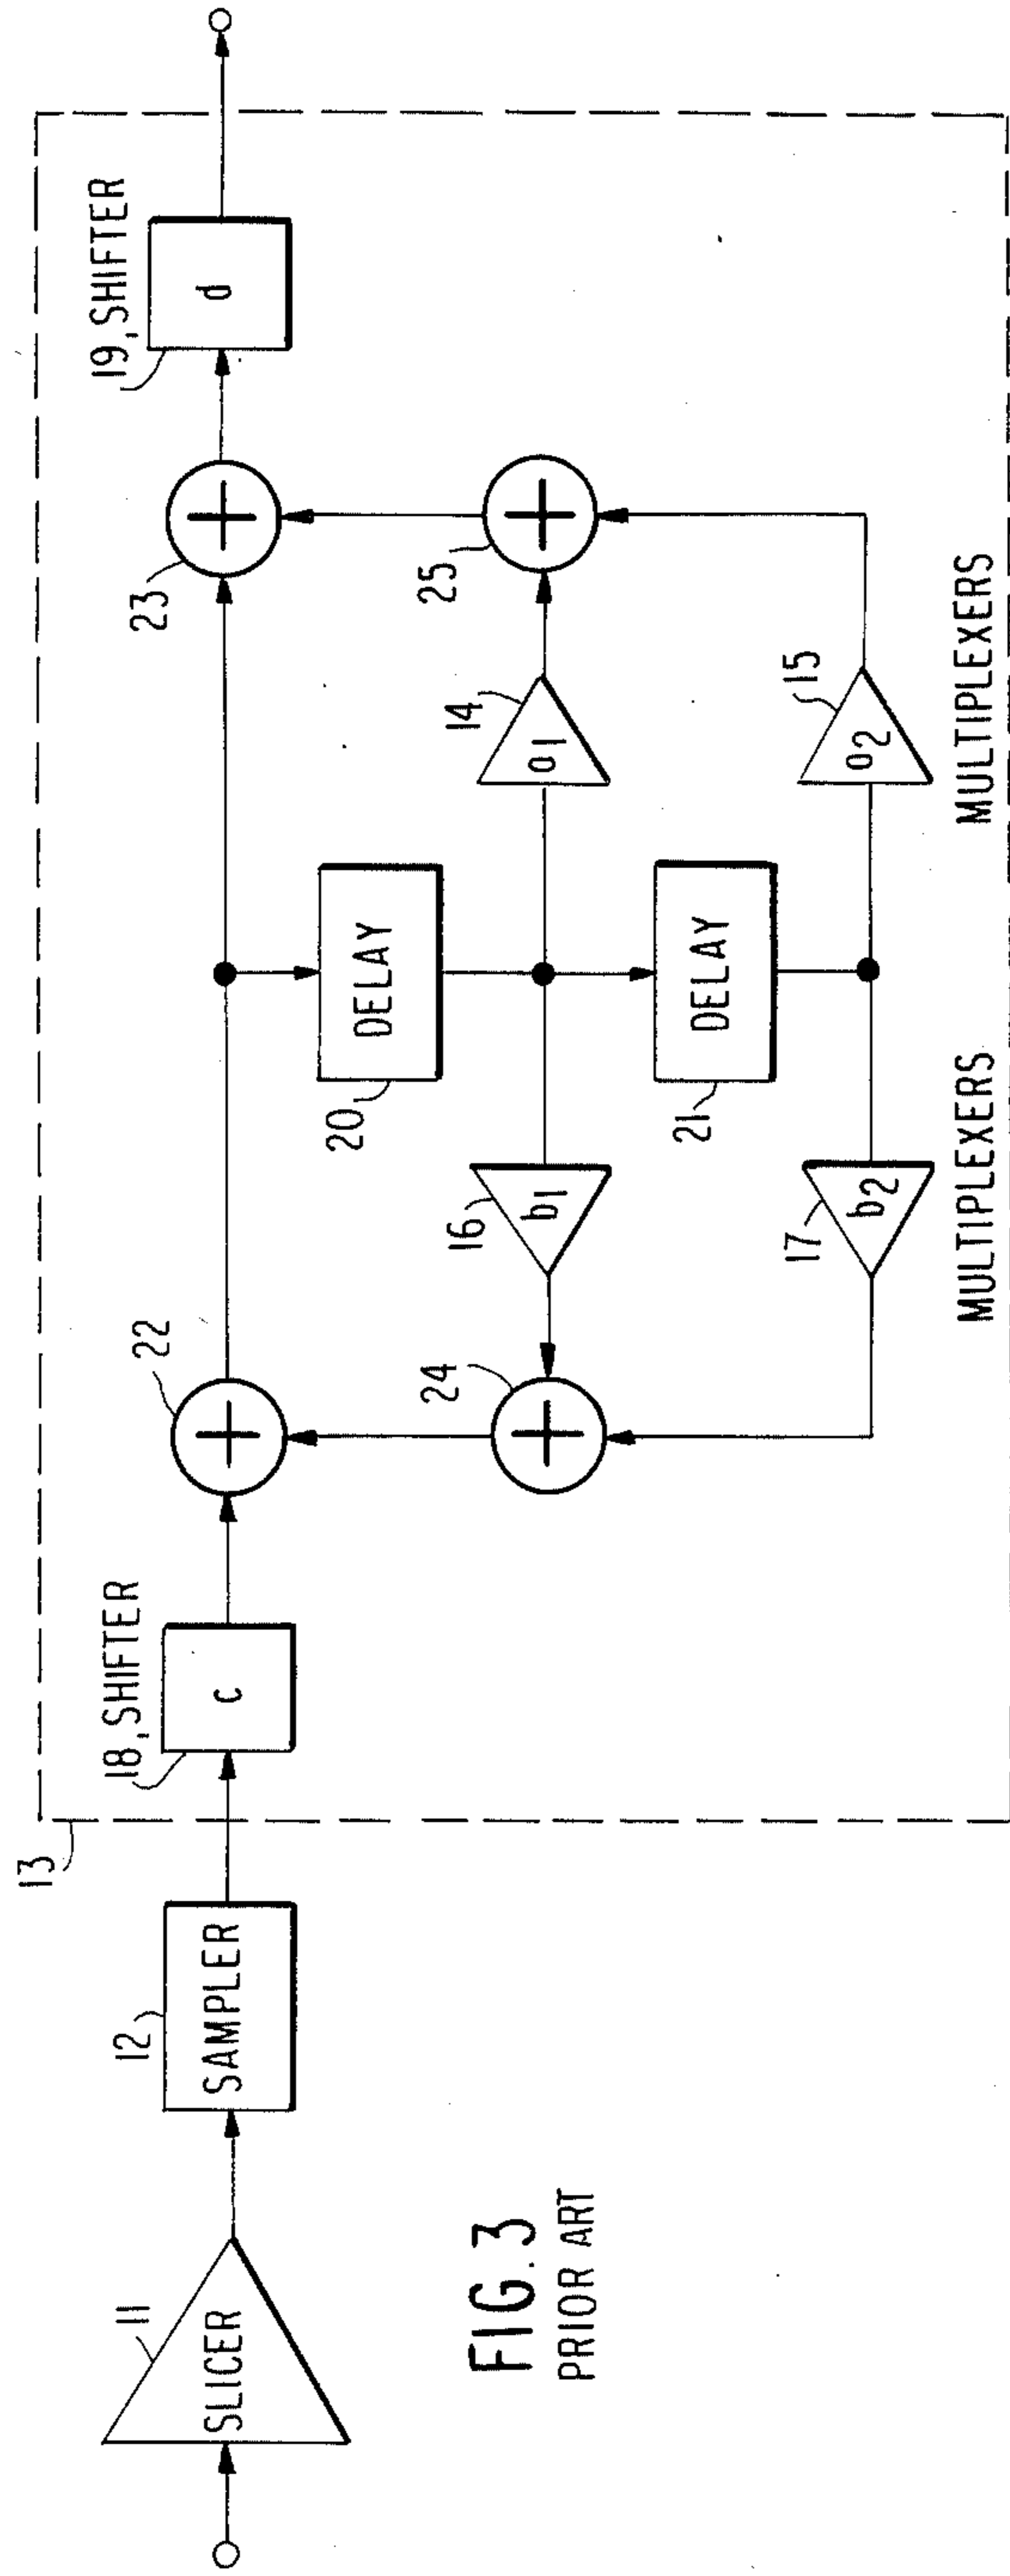 11
SLICER
12
SAMPLER
13
18, SHIFTER
c
22
24
16
b1
17
b2
20
DELAY
21
DELAY
14
a1
15
a2
23
25
19, SHIFTER
d
MULTIPLEXERS
MULTIPLEXERS
FIG. 3
PRIOR ART